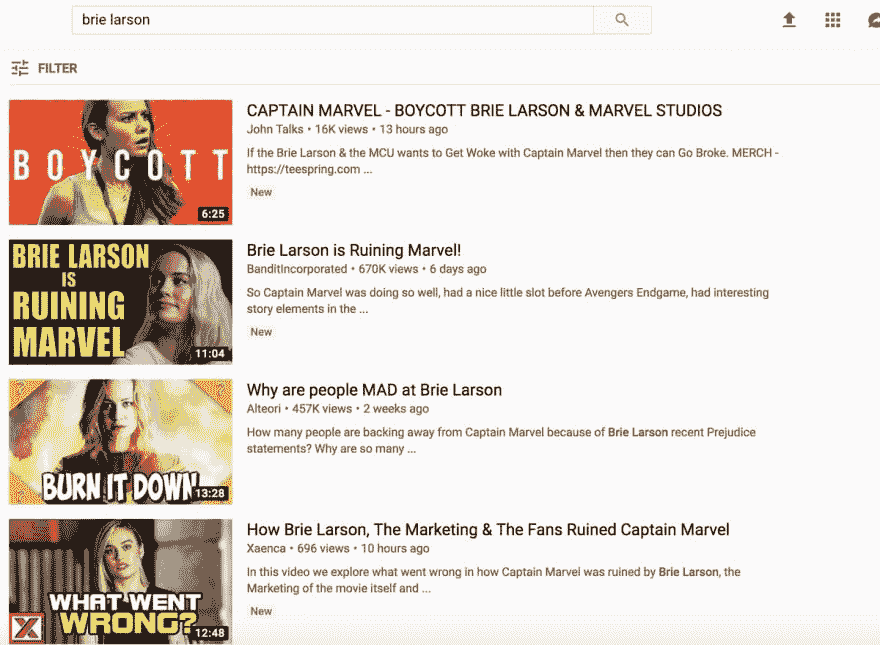 brie larson
FILTER
BOYCOTT
6:25
CAPTAIN MARVEL - BOYCOTT BRIE LARSON & MARVEL STUDIOS
John Talks • 16K views • 13 hours ago
If the Brie Larson & the MCU wants to Get Woke with Captain Marvel then they can Go Broke. MERCH -
https://teespring.com ...
New
BRIE LARSON
IS
RUINING
MARVEL
11:04
Brie Larson is Ruining Marvel!
BanditIncorporated • 670K views • 6 days ago
So Captain Marvel was doing so well, had a nice little slot before Avengers Endgame, had interesting
story elements in the ...
New
BURN IT DOWN
13:28
Why are people MAD at Brie Larson
Alteori • 457K views • 2 weeks ago
How many people are backing away from Captain Marvel because of Brie Larson recent Prejudice
statements? Why are so many ...
WHAT WENT
WRONG?
X
12:48
How Brie Larson, The Marketing & The Fans Ruined Captain Marvel
Xaenca • 696 views • 10 hours ago
In this video we explore what went wrong in how Captain Marvel was ruined by Brie Larson, the
Marketing of the movie itself and ...
New